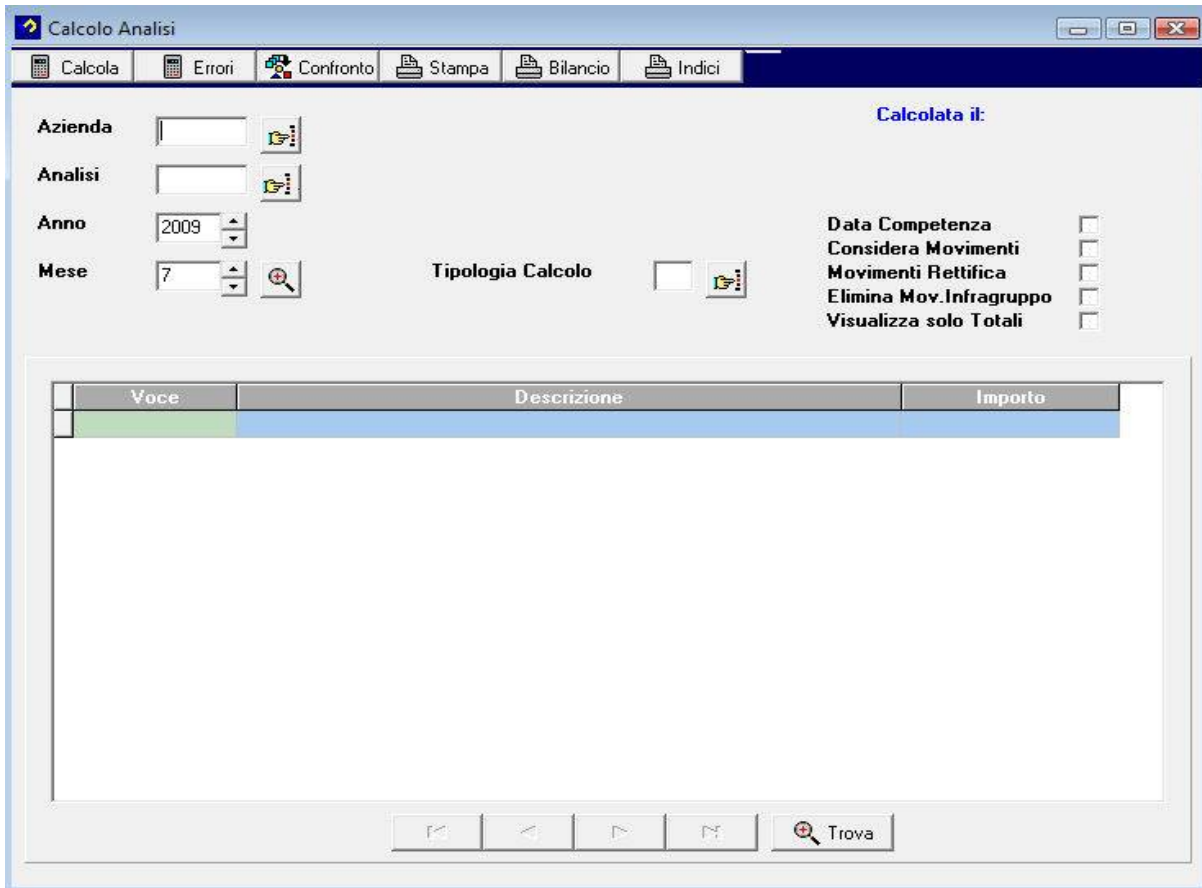 Calcolo Analisi
Calcola Errori Confronto Stampa Bilancio Indici
Calcolata il:
Azienda
Analisi
Anno 2009
Mese 7
Tipologia Calcolo
Data Competenza
Considera Movimenti
Movimenti Rettifica
Elimina Mov.Infragruppo
Visualizza solo Totali
Voce Descrizione Importo
Trova